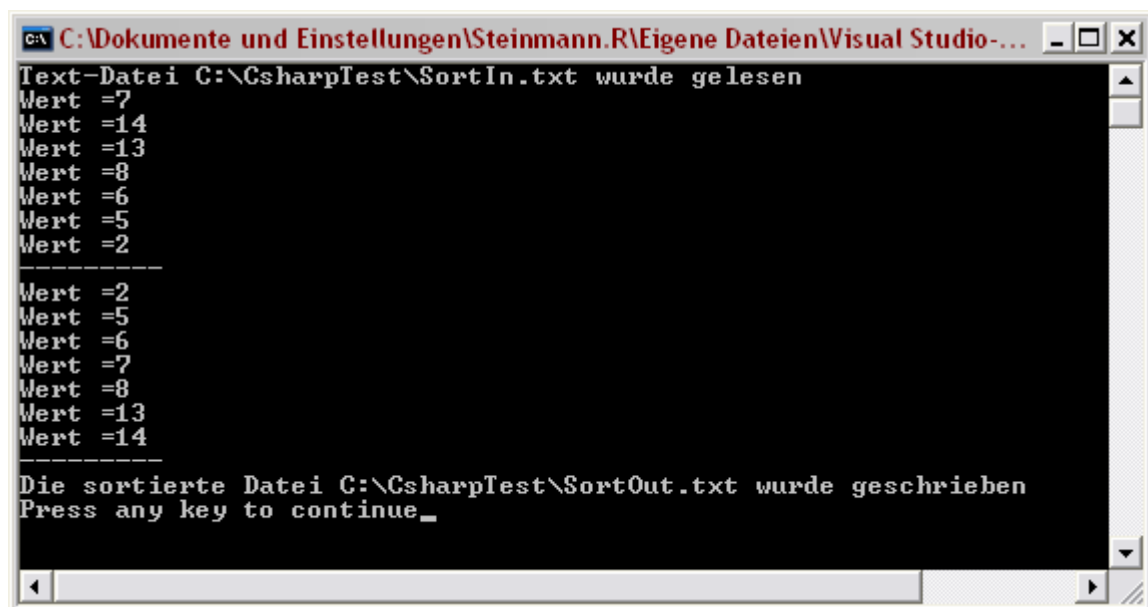 C:\Dokumente und Einstellungen\Steinmann.R\Eigene Dateien\Visual Studio-...
Text-Datei C:\CsharpTest\SortIn.txt wurde gelesen
Wert =7
Wert =14
Wert =13
Wert =8
Wert =6
Wert =5
Wert =2
---------
Wert =2
Wert =5
Wert =6
Wert =7
Wert =8
Wert =13
Wert =14
---------
Die sortierte Datei C:\CsharpTest\SortOut.txt wurde geschrieben
Press any key to continue_